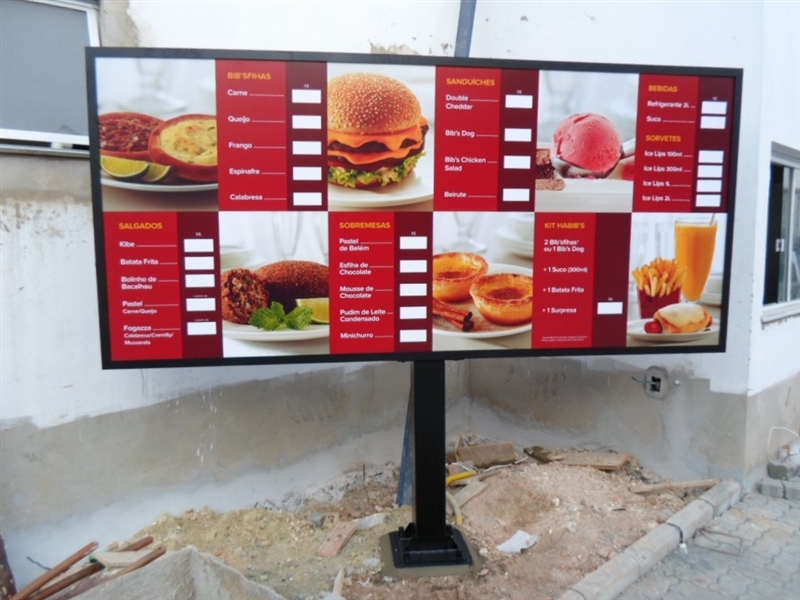 BIB'SFIHAS
R$
Carne
Queijo
Frango
Espinafre
Calabresa
SANDUÍCHES
R$
Double
Cheddar
Bib's Dog
Bib's Chicken
Salad
Beirute
BEBIDAS
R$
Refrigerante 2L
Suco
SORVETES
Ice Lips 100ml
Ice Lips 300ml
Ice Lips 1L
Ice Lips 2L
SALGADOS
R$
Kibe
Batata Frita
Bolinho de
Bacalhau
Pastel
Carne/Queijo
Fogazza
Calabresa/Cremilly/
Mussarela
SOBREMESAS
R$
Pastel
de Belém
Esfiha de
Chocolate
Mousse de
Chocolate
Pudim de Leite
Condensado
Minichurro
KIT HABIB'S
2 Bib'sfihas*
ou 1 Bib's Dog
+ 1 Suco (300ml)
+ 1 Batata Frita
+ 1 Surpresa
R$